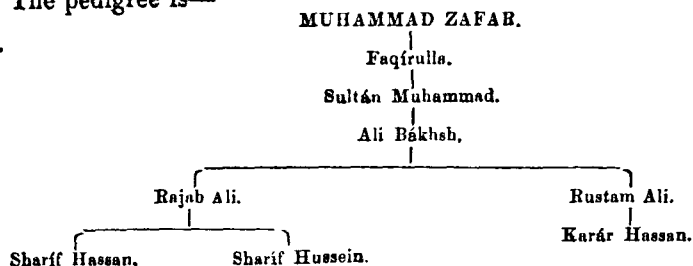 The pedigree is—
MUHAMMAD ZAFAR.
Faqírulla.
Sultán Muhammad.
Ali Bákhsh,
Rajab Ali. Rustam Ali.
Karár Hassan.
Sharíf Hassan. Sharíf Hussein.